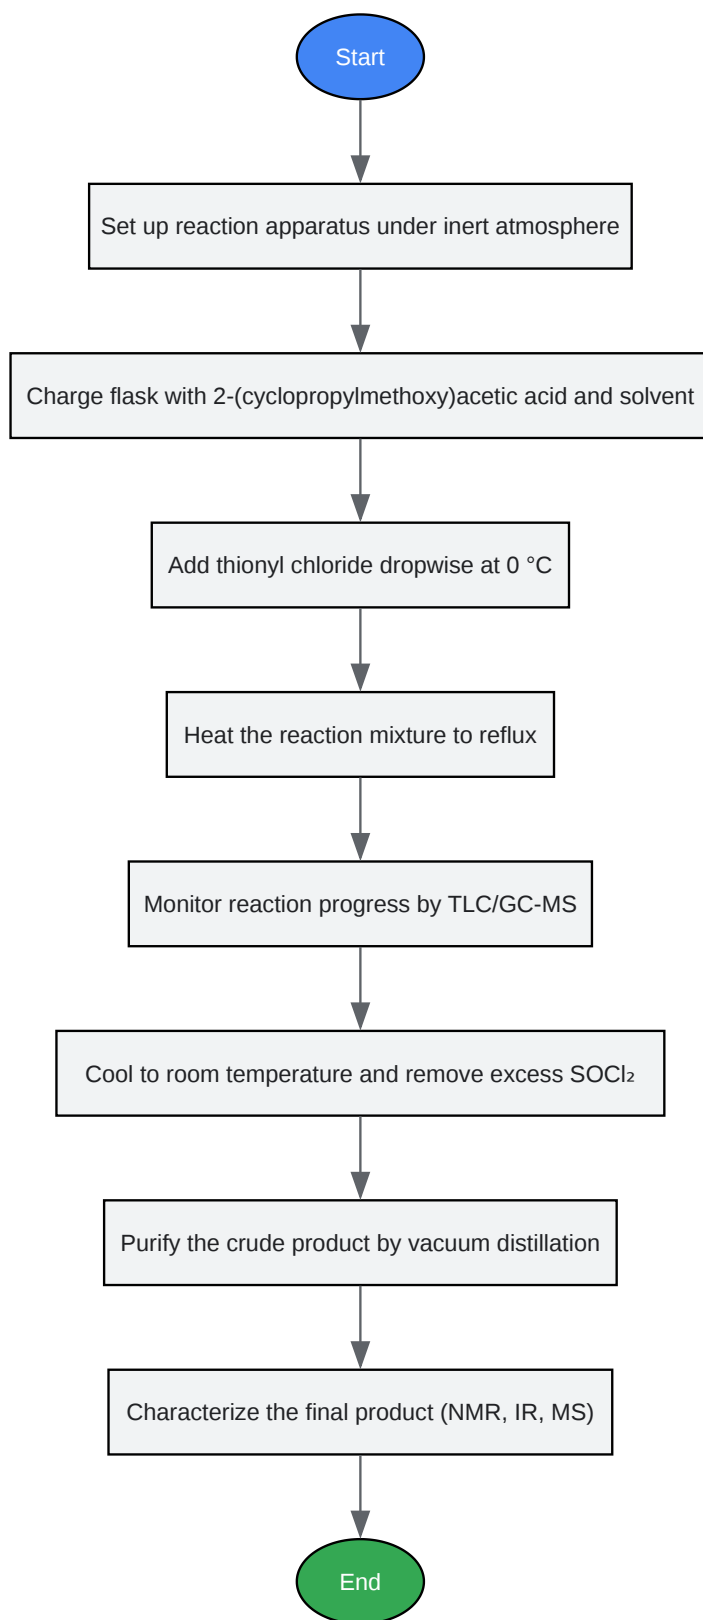 Start
Set up reaction apparatus under inert atmosphere
Charge flask with 2-(cyclopropylmethoxy)acetic acid and solvent
Add thionyl chloride dropwise at 0 °C
Heat the reaction mixture to reflux
Monitor reaction progress by TLC/GC-MS
Cool to room temperature and remove excess SOCl₂
Purify the crude product by vacuum distillation
Characterize the final product (NMR, IR, MS)
End